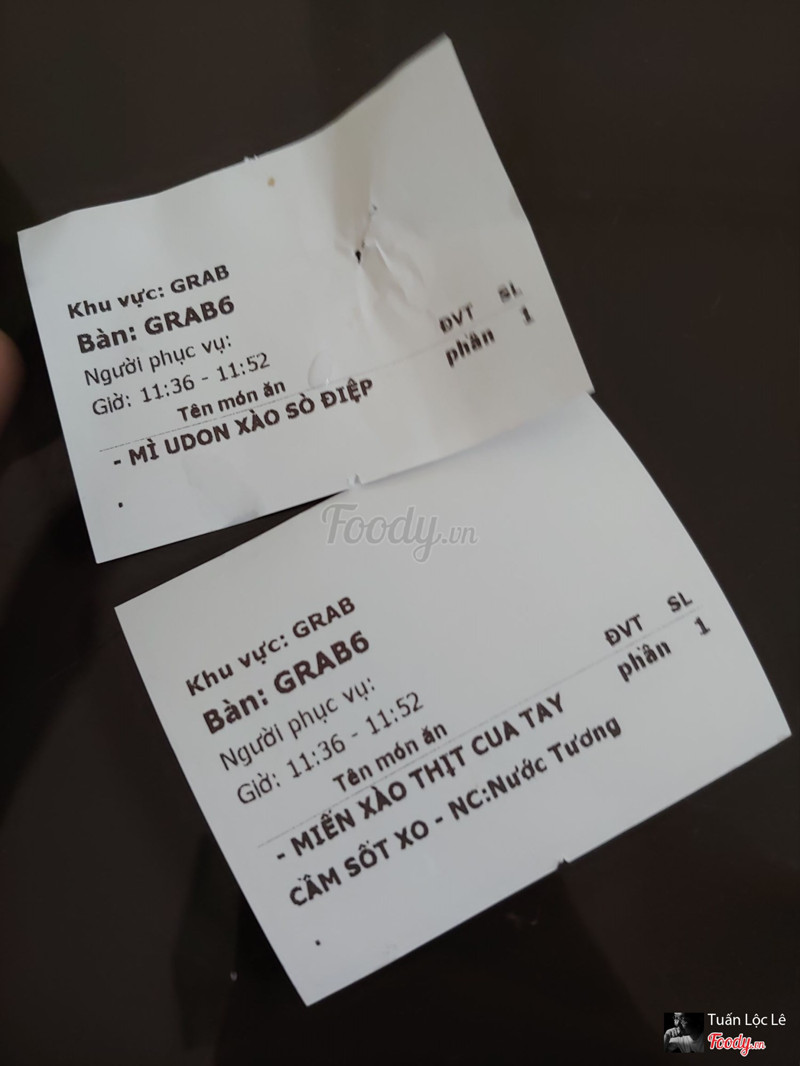 Khu vực: GRAB
Bàn: GRAB6
Người phục vụ:
Giờ: 11:36 - 11:52
Tên món ăn ĐVT SL
- MÌ UDON XÀO SÒ ĐIỆP phần 1
.
Foody.vn
Khu vực: GRAB
Bàn: GRAB6
Người phục vụ:
Giờ: 11:36 - 11:52
Tên món ăn ĐVT SL
- MIẾN XÀO THỊT CUA TAY phần 1
CẦM SỐT XO - NC:Nước Tương
.
Tuấn Lộc Lê
Foody.vn